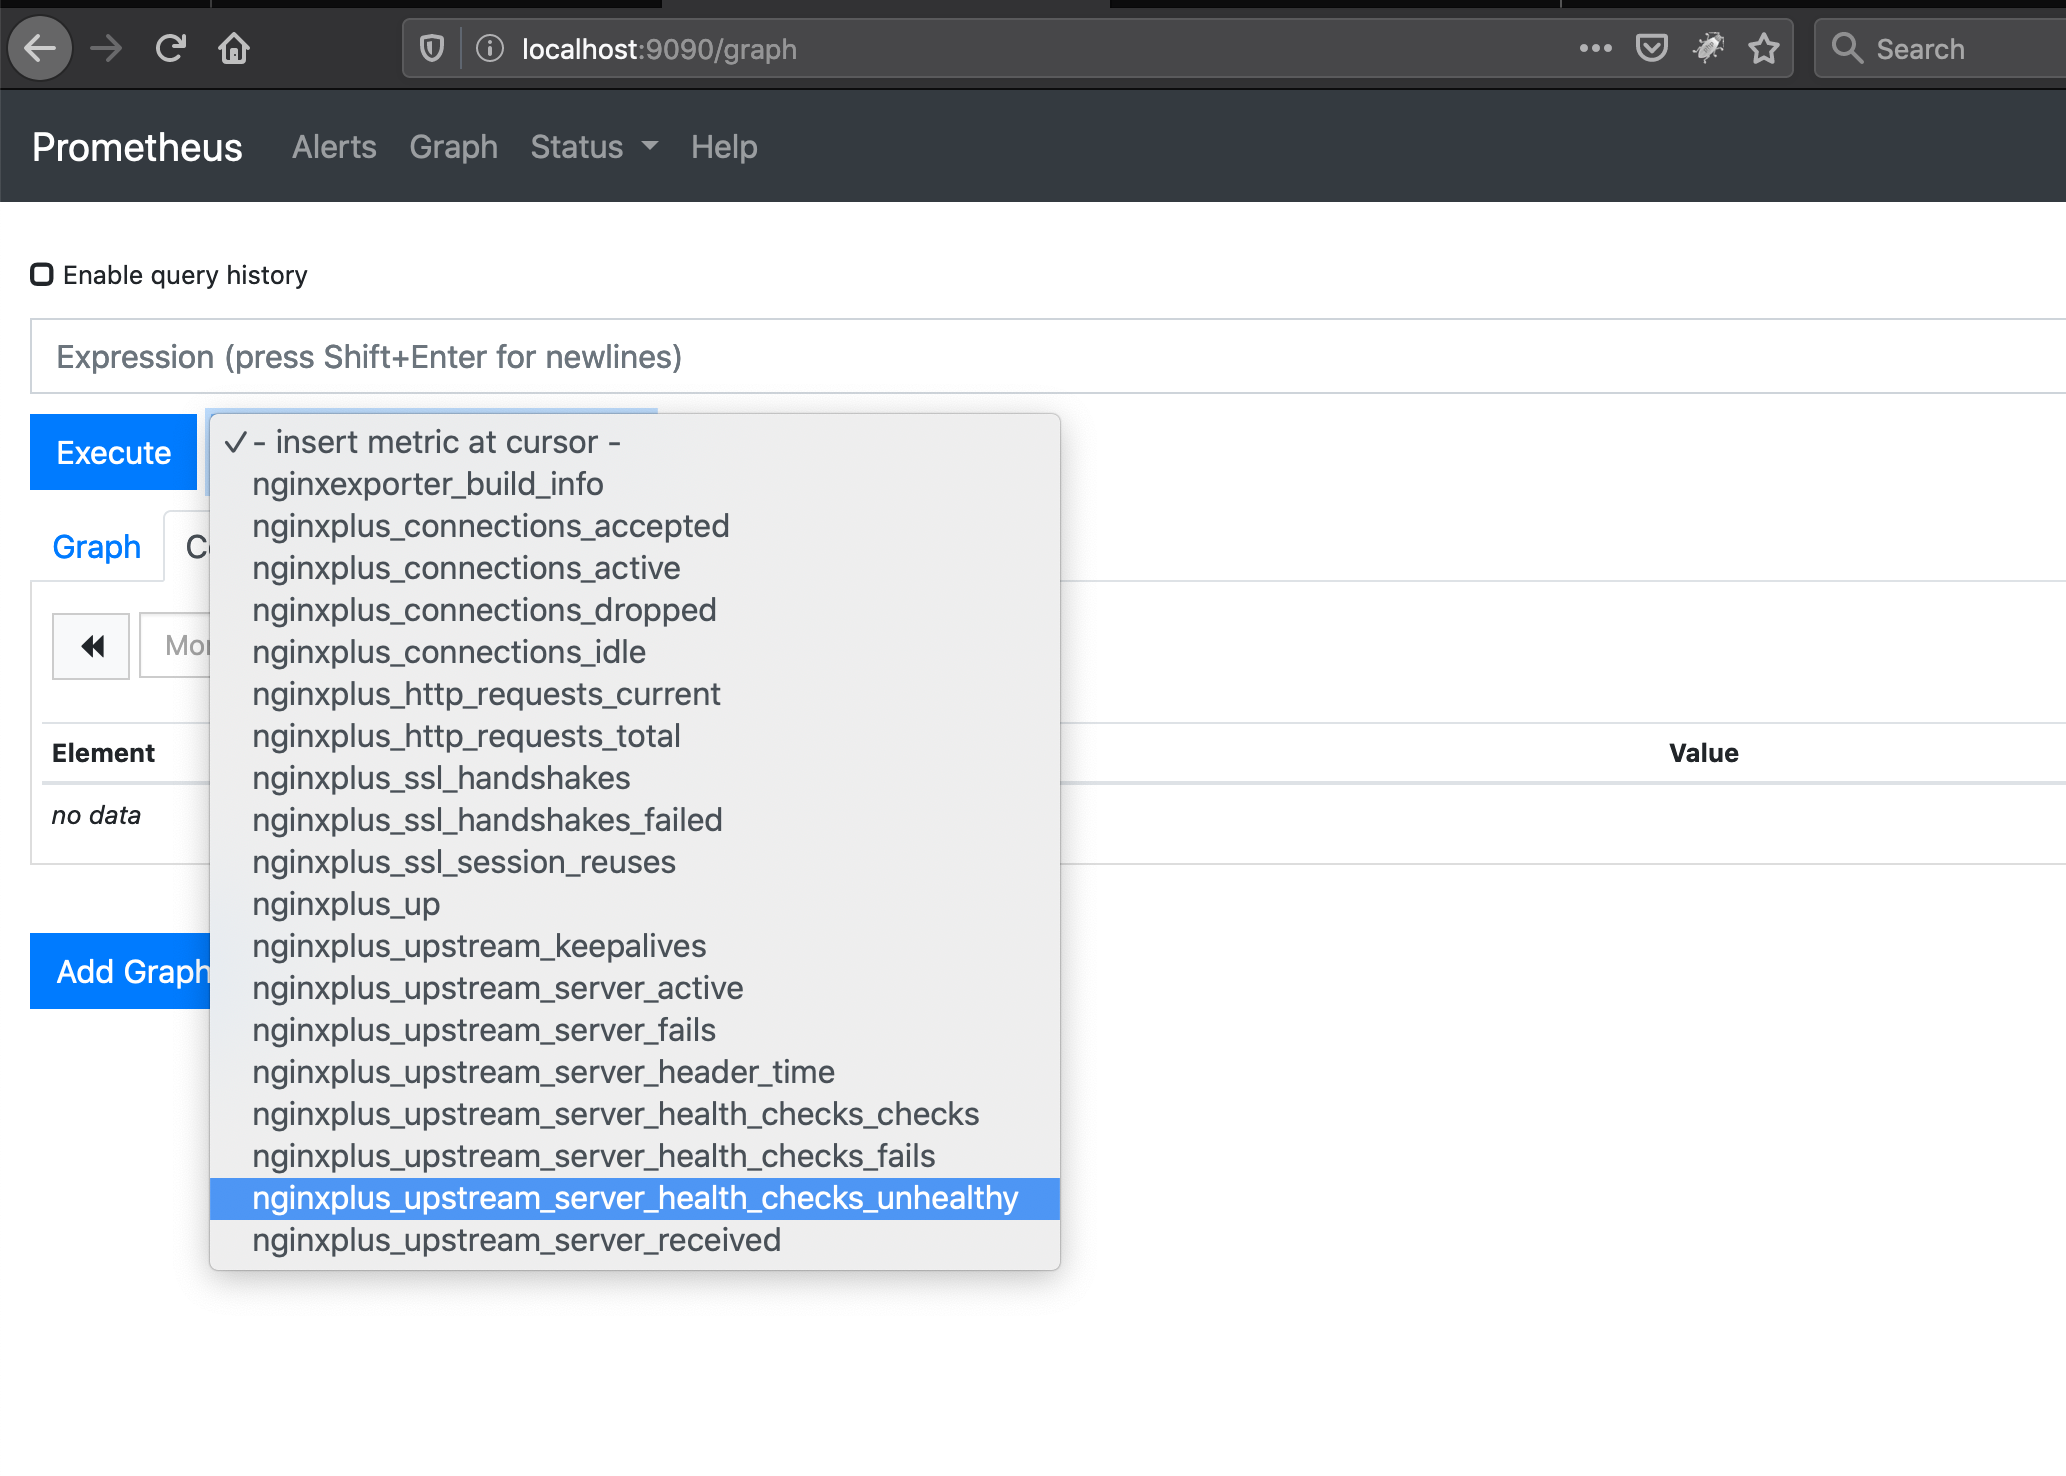 localhost:9090/graph
Search
Prometheus Alerts Graph Status Help
Enable query history
Expression (press Shift+Enter for newlines)
Execute
- insert metric at cursor -
nginxexporter_build_info
nginxplus_connections_accepted
nginxplus_connections_active
nginxplus_connections_dropped
nginxplus_connections_idle
nginxplus_http_requests_current
nginxplus_http_requests_total
nginxplus_ssl_handshakes
nginxplus_ssl_handshakes_failed
nginxplus_ssl_session_reuses
nginxplus_up
nginxplus_upstream_keepalives
nginxplus_upstream_server_active
nginxplus_upstream_server_fails
nginxplus_upstream_server_header_time
nginxplus_upstream_server_health_checks_checks
nginxplus_upstream_server_health_checks_fails
nginxplus_upstream_server_health_checks_unhealthy
nginxplus_upstream_server_received
Graph
Element Value
no data
Add Graph